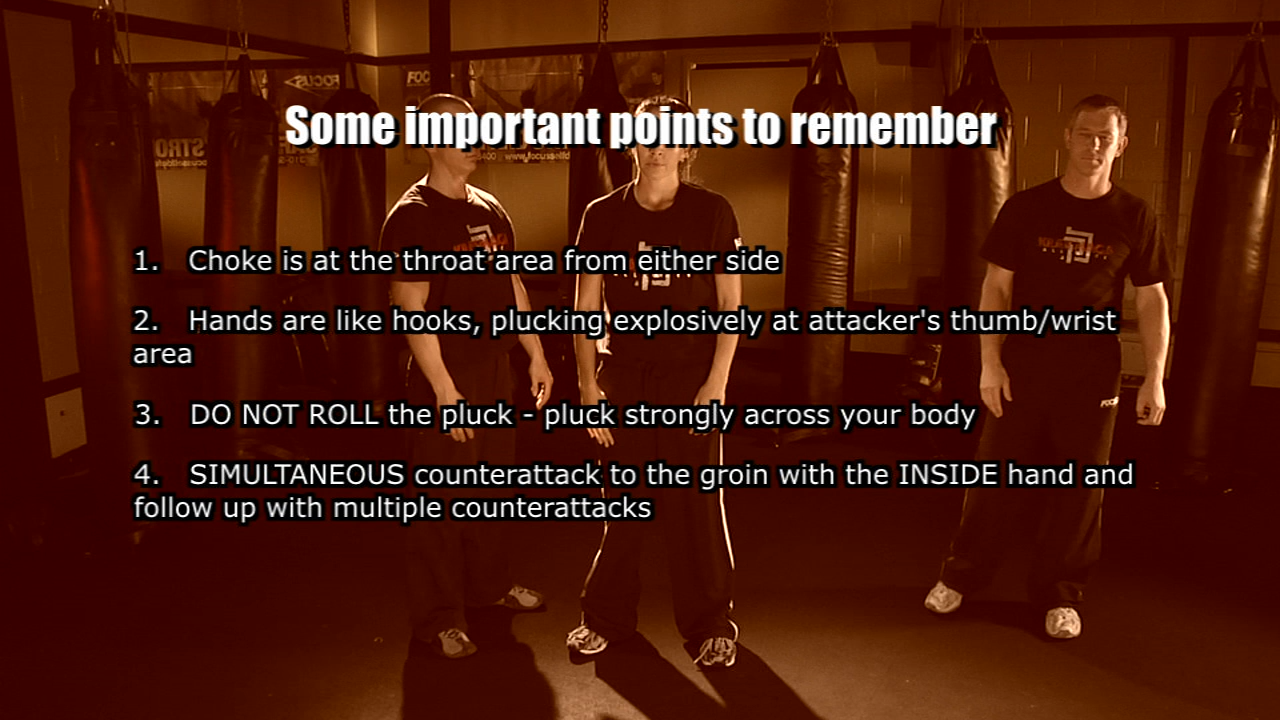 Some important points to remember
1. Choke is at the throat area from either side
2. Hands are like hooks, plucking explosively at attacker's thumb/wrist
area
3. DO NOT ROLL the pluck - pluck strongly across your body
4. SIMULTANEOUS counterattack to the groin with the INSIDE hand and
follow up with multiple counterattacks